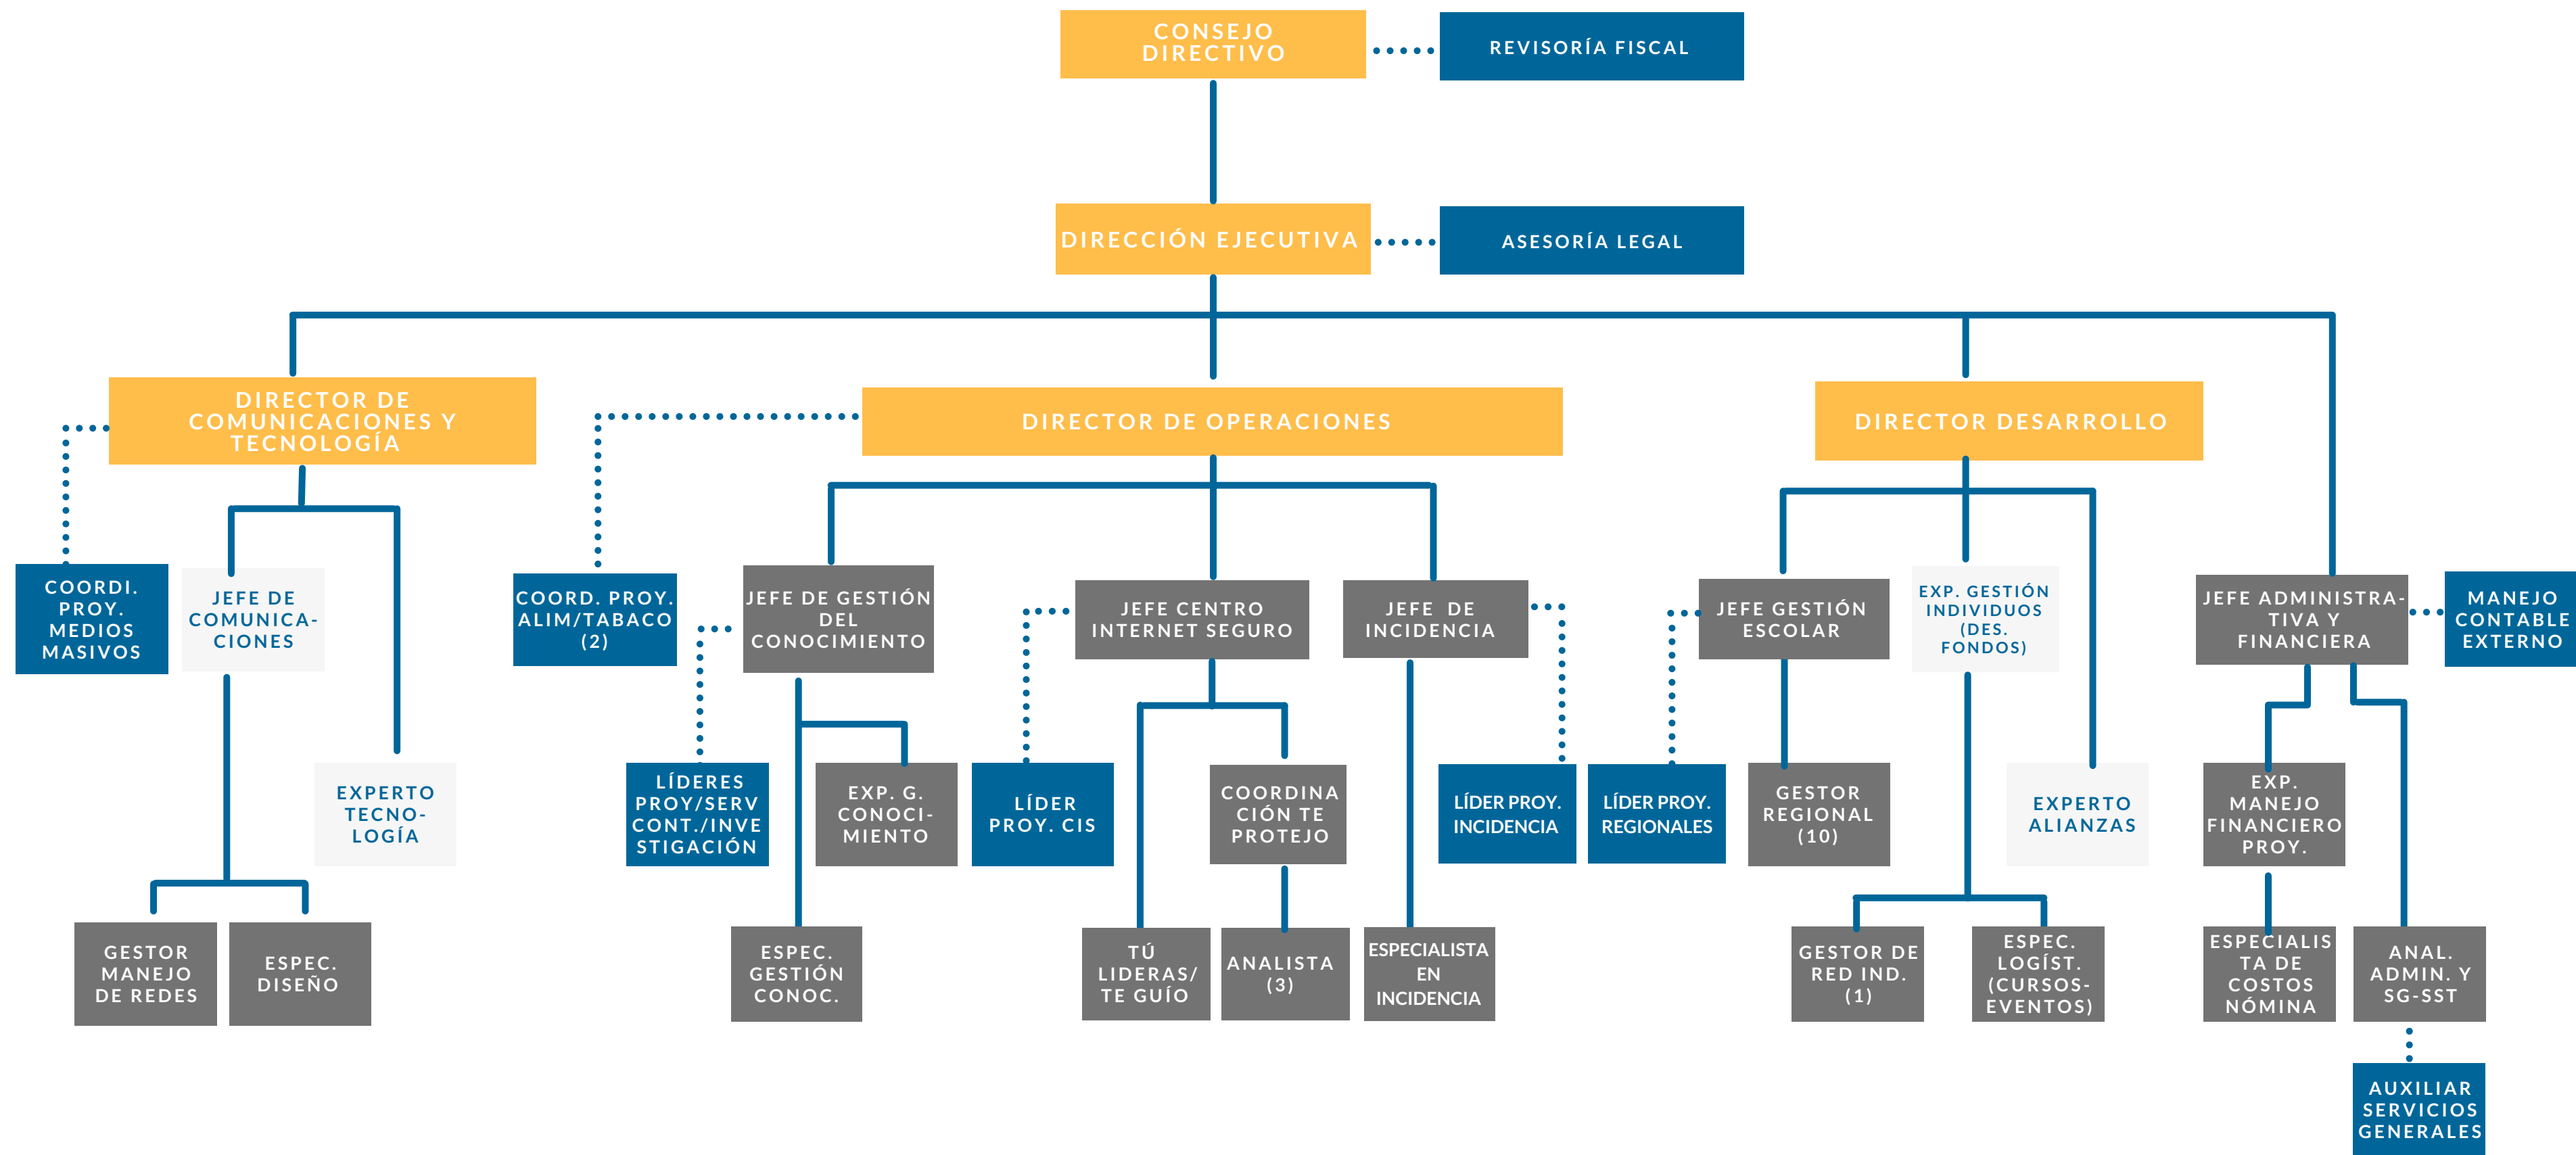 CONSEJO
DIRECTIVO
REVISORÍA FISCAL
DIRECCIÓN EJECUTIVA
ASESORÍA LEGAL
DIRECTOR DE
COMUNICACIONES Y
TECNOLOGÍA
DIRECTOR DE OPERACIONES
DIRECTOR DESARROLLO
COORDI.
PROY.
MEDIOS
MASIVOS
JEFE DE
COMUNICA-
CIONES
COORD. PROY.
ALIM/TABACO
(2)
JEFE DE GESTIÓN
DEL
CONOCIMIENTO
JEFE CENTRO
INTERNET SEGURO
JEFE DE
INCIDENCIA
JEFE GESTIÓN
ESCOLAR
EXP. GESTIÓN
INDIVIDUOS
(DES.
FONDOS)
JEFE ADMINISTRA-
TIVA Y
FINANCIERA
MANEJO
CONTABLE
EXTERNO
EXPERTO
TECNO-
LOGÍA
LÍDERES
PROY/SERV
CONT./INVE
STIGACIÓN
EXP. G.
CONOCI-
MIENTO
LÍDER
PROY. CIS
COORDINA
CIÓN TE
PROTEJO
LÍDER PROY.
INCIDENCIA
LÍDER PROY.
REGIONALES
GESTOR
REGIONAL
(10)
EXPERTO
ALIANZAS
EXP.
MANEJO
FINANCIERO
PROY.
GESTOR
MANEJO
DE REDES
ESPEC.
DISEÑO
ESPEC.
GESTIÓN
CONOC.
TÚ
LIDERAS/
TE GUÍO
ANALISTA
(3)
ESPECIALISTA
EN
INCIDENCIA
GESTOR DE
RED IND.
(1)
ESPEC.
LOGÍST.
(CURSOS-
EVENTOS)
ESPECIALIS
TA DE
COSTOS
NÓMINA
ANAL.
ADMIN. Y
SG-SST
AUXILIAR
SERVICIOS
GENERALES